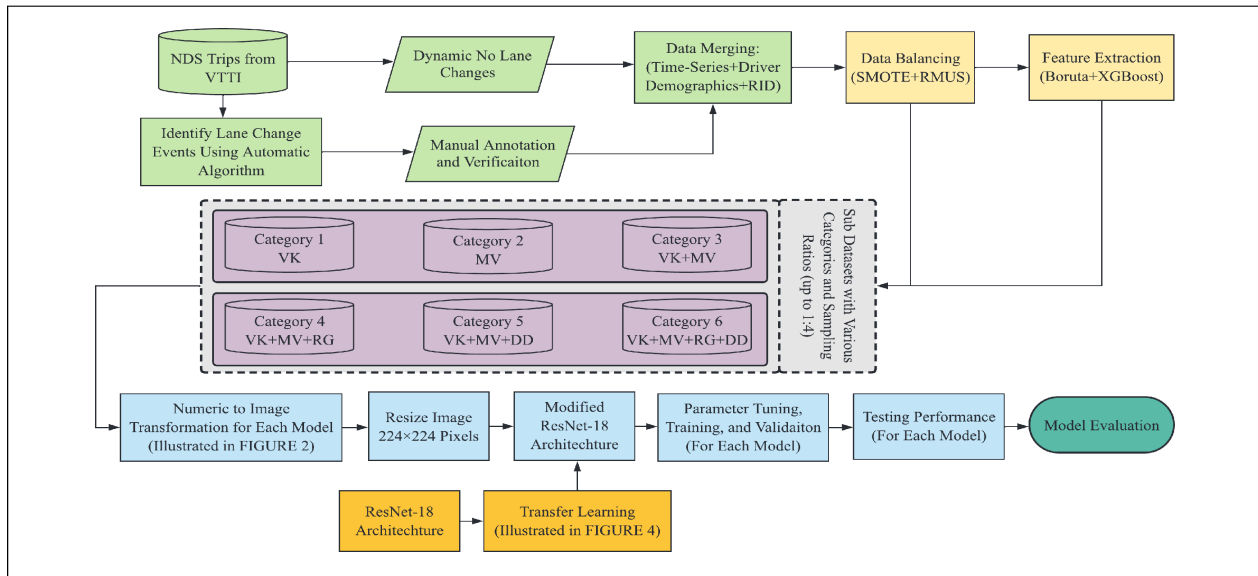 NDS Trips from
VTTI
Dynamic No Lane
Changes
Data Merging:
(Time-Series+Driver
Demographics+RID)
Data Balancing
(SMOTE+RMUS)
Feature Extraction
(Boruta+XGBoost)
Identify Lane Change
Events Using Automatic
Algorithm
Manual Annotation
and Verificaiton
Category 1
VK
Category 2
MV
Category 3
VK+MV
Category 4
VK+MV+RG
Category 5
VK+MV+DD
Category 6
VK+MV+RG+DD
Sub Datasets with Various
Categories and Sampling
Ratios (up to 1:4)
Numeric to Image
Transformation for Each Model
(Illustrated in FIGURE 2)
Resize Image
224×224 Pixels
Modified
ResNet-18
Architechture
Parameter Tuning,
Training, and Validaiton
(For Each Model)
Testing Performance
(For Each Model)
Model Evaluation
ResNet-18
Architechture
Transfer Learning
(Illustrated in FIGURE 4)